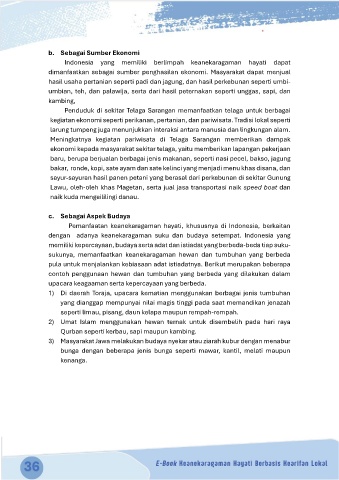 b. Sebagai Sumber Ekonomi
Indonesia yang memiliki berlimpah keanekaragaman hayati dapat
dimanfaatkan sebagai sumber penghasilan ekonomi. Masyarakat dapat menjual
hasil usaha pertanian seperti padi dan jagung, dan hasil perkebunan seperti umbi-
umbian, teh, dan palawija, serta dari hasil peternakan seperti unggas, sapi, dan
kambing,
Penduduk di sekitar Telaga Sarangan memanfaatkan telaga untuk berbagai
kegiatan ekonomi seperti perikanan, pertanian, dan pariwisata. Tradisi lokal seperti
larung tumpeng juga menunjukkan interaksi antara manusia dan lingkungan alam.
Meningkatnya kegiatan pariwisata di Telaga Sarangan memberikan dampak
ekonomi kepada masyarakat sekitar telaga, yaitu memberikan lapangan pekerjaan
baru, berupa berjualan berbagai jenis makanan, seperti nasi pecel, bakso, jagung
bakar, ronde, kopi, sate ayam dan sate kelinci yang menjadi menu khas disana, dan
sayur-sayuran hasil panen petani yang berasal dari perkebunan di sekitar Gunung
Lawu, oleh-oleh khas Magetan, serta jual jasa transportasi naik speed boat dan
naik kuda mengelilingi danau.
c. Sebagai Aspek Budaya
Pemanfaatan keanekaragaman hayati, khususnya di Indonesia, berkaitan
dengan adanya keanekaragaman suku dan budaya setempat. Indonesia yang
memiliki kepercayaan, budaya serta adat dan istiadat yang berbeda-beda tiap suku-
sukunya, memanfaatkan keanekaragaman hewan dan tumbuhan yang berbeda
pula untuk menjalankan kebiasaan adat istiadatnya. Berikut merupakan beberapa
contoh penggunaan hewan dan tumbuhan yang berbeda yang dilakukan dalam
upacara keagamaan serta kepercayaan yang berbeda.
1) Di daerah Toraja, upacara kematian menggunakan berbagai jenis tumbuhan
yang dianggap mempunyai nilai magis tinggi pada saat memandikan jenazah
seperti limau, pisang, daun kelapa maupun rempah-rempah.
2) Umat Islam menggunakan hewan ternak untuk disembelih pada hari raya
Qurban seperti kerbau, sapi maupun kambing.
3) Masyarakat Jawa melakukan budaya nyekar atau ziarah kubur dengan menabur
bunga dengan beberapa jenis bunga seperti mawar, kantil, melati maupun
kenanga.
36
E-Book Keanekaragaman Hayati Berbasis Kearifan Lokal